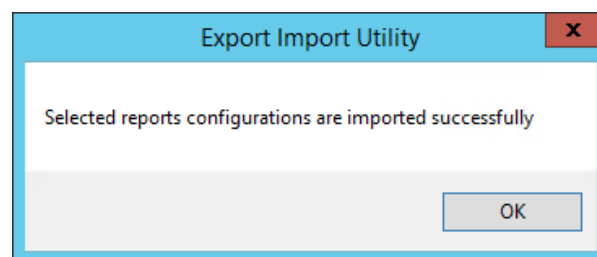 Export Import Utility
x
Selected reports configurations are imported successfully
OK